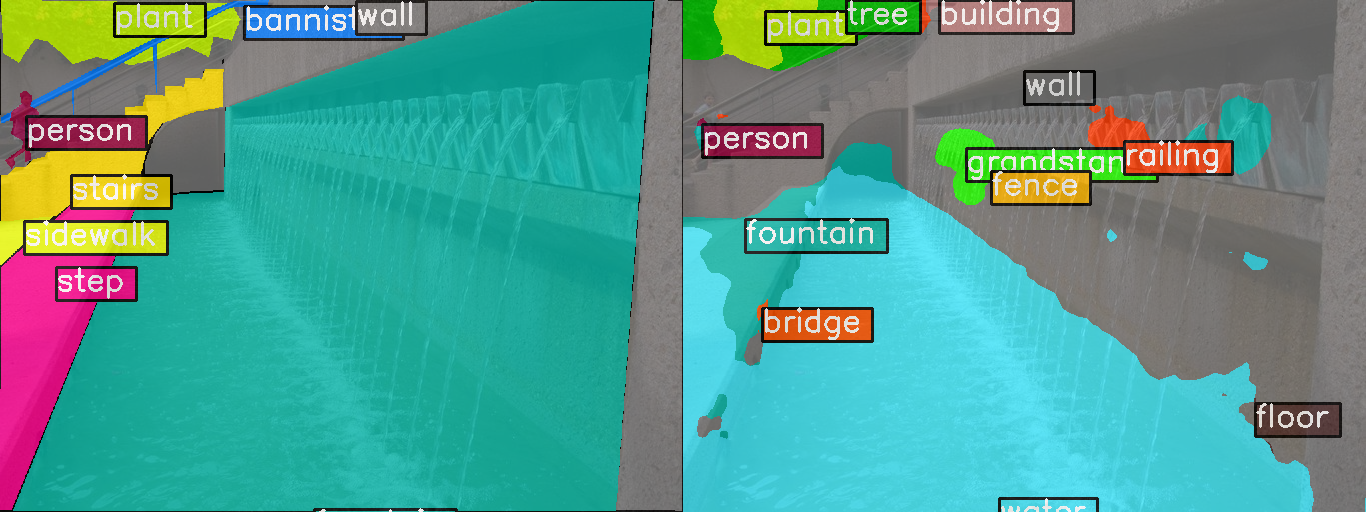 plant
bannist
wall
person
stairs
sidewalk
step
plant
tree
building
wall
person
grandstan
railing
fence
fountain
bridge
floor
water